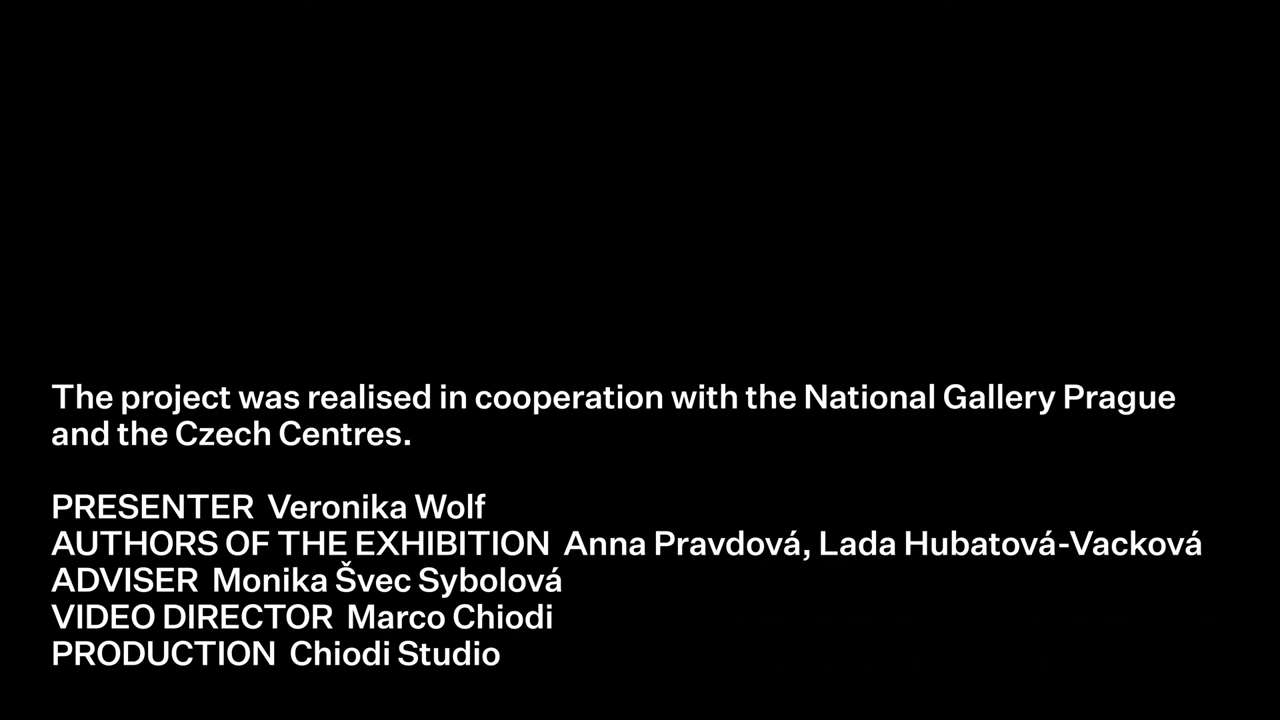 The project was realised in cooperation with the National Gallery Prague
and the Czech Centres.
PRESENTER Veronika Wolf
AUTHORS OF THE EXHIBITION Anna Pravdová, Lada Hubatová-Vacková
ADVISER Monika Švec Sybolová
VIDEO DIRECTOR Marco Chiodi
PRODUCTION Chiodi Studio